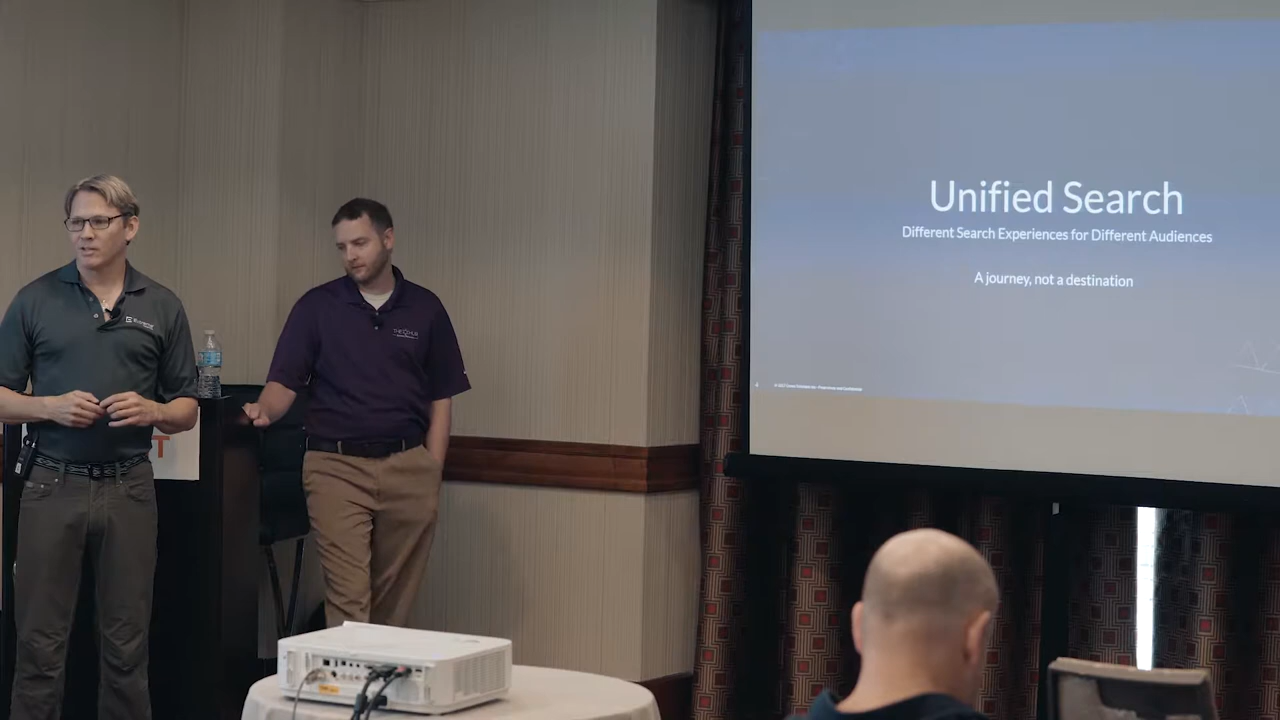 Unified Search
Different Search Experiences for Different Audiences
A journey, not a destination
T